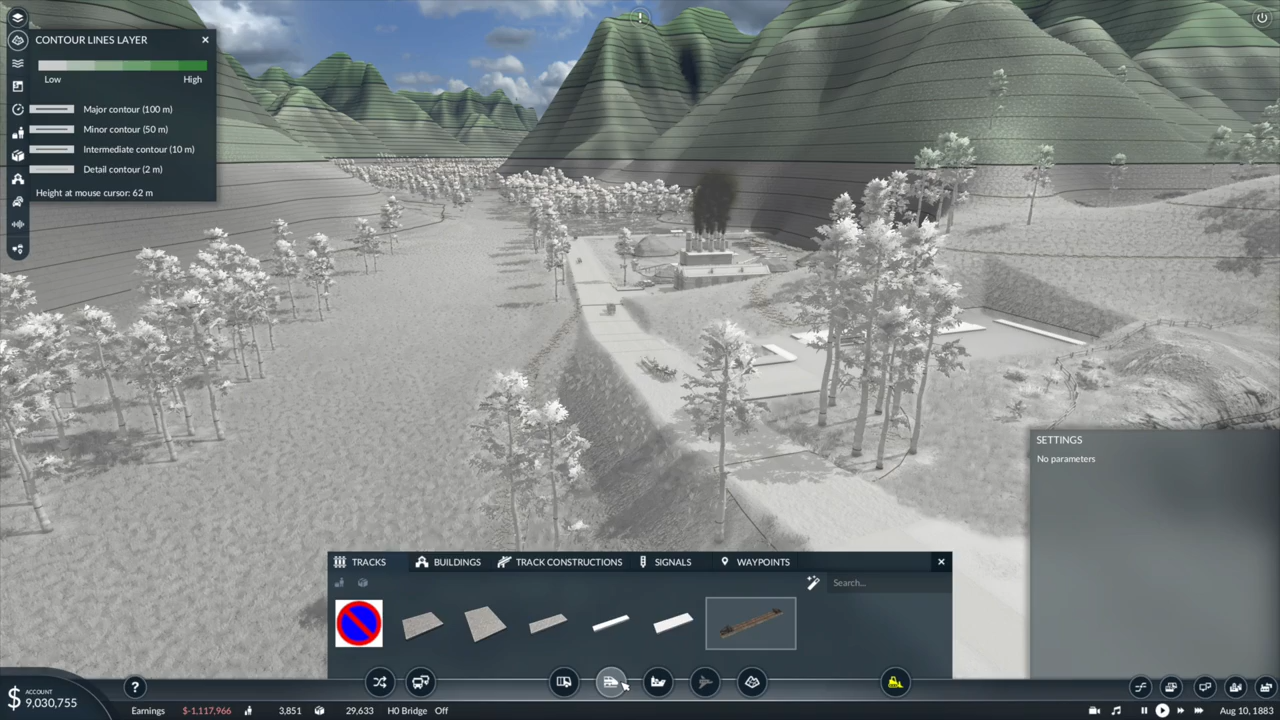 CONTOUR LINES LAYER
Low
High
Major contour (100 m)
Minor contour (50 m)
Intermediate contour (10 m)
Detail contour (2 m)
Height at mouse cursor: 62 m
SETTINGS
No parameters
TRACKS
BUILDINGS
TRACK CONSTRUCTIONS
SIGNALS
WAYPOINTS
Search...
$
ACCOUNT
9,030,755
?
Earnings
$-1,117,966
3,851
29,633
H0 Bridge
Off
Aug 10, 1883